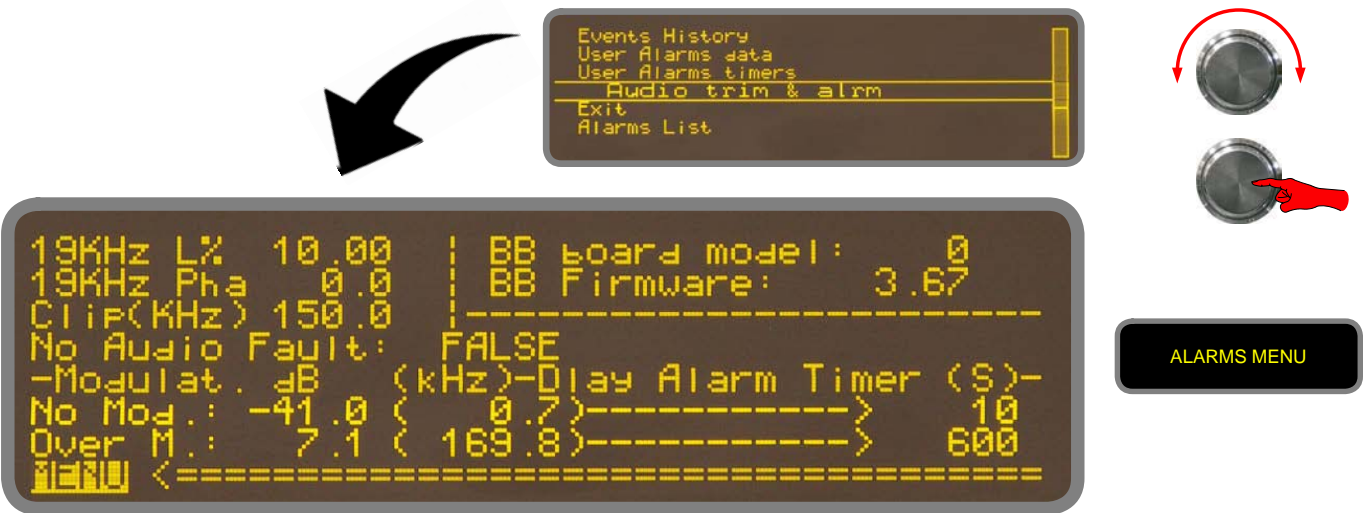 Events History
User Alarms data
User Alarms timers
Audio trim & alrm
Exit
Alarms List
19KHz L% 10.00 ¦ BB board model: 0
19KHz Pha 0.0 ¦ BB Firmware: 3.67
Clip(KHz) 150.0 ¦--------------------------------
No Audio Fault: FALSE
-Modulat. dB (kHz)-Dlay Alarm Timer (S)-
No Mod.: -41.0 ( 0.7)--------------> 10
Over M.: 7.1 ( 169.8)--------------> 600
MENU <==================================
ALARMS MENU